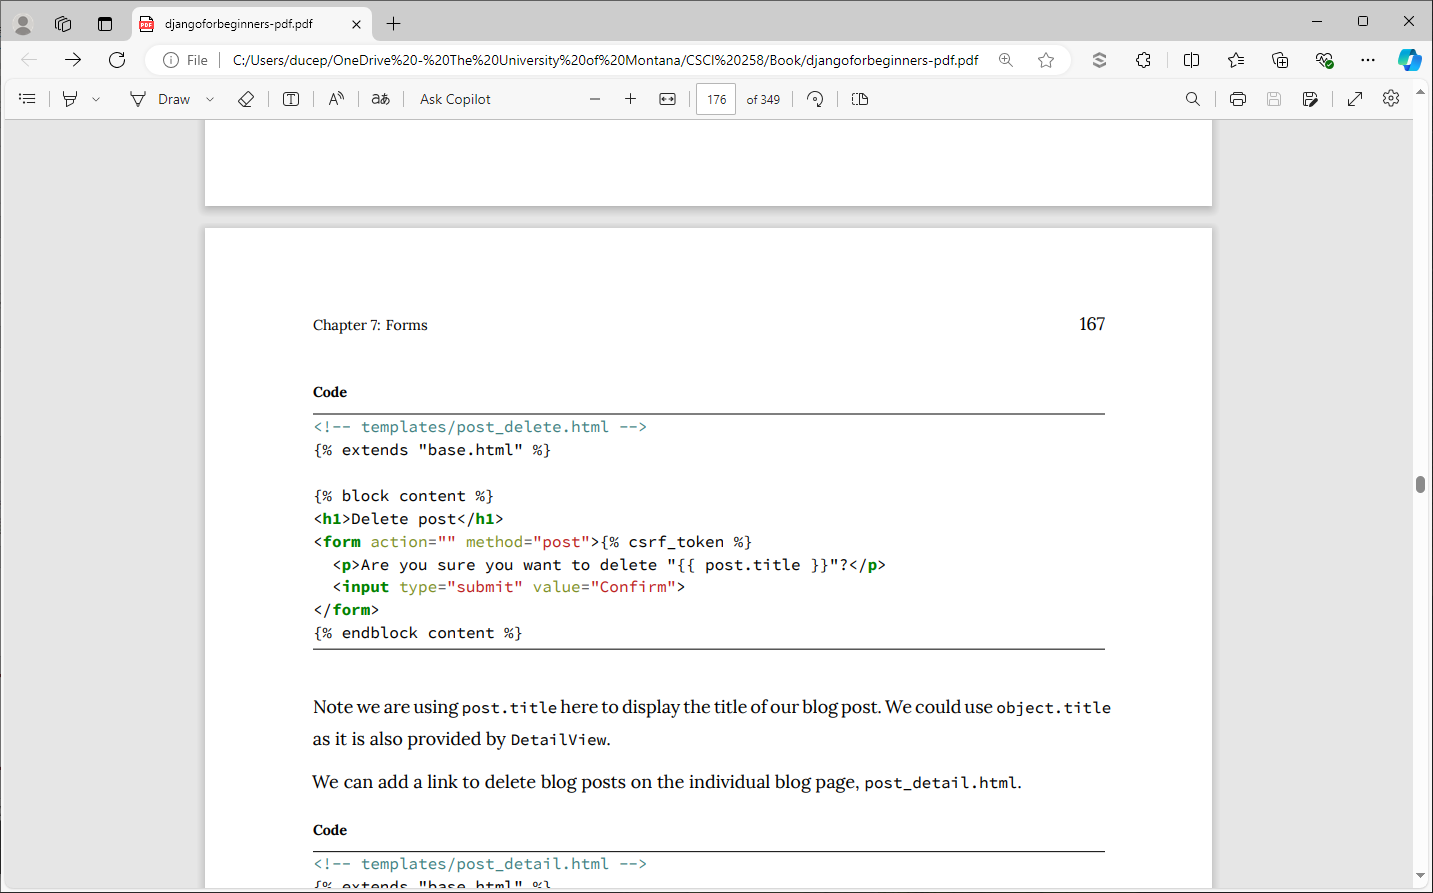 djangoforbeginners-pdf.pdf
File
C:/Users/ducep/OneDrive%20-%20The%20University%20of%20Montana/CSCI%20258/Book/djangoforbeginners-pdf.pdf
Draw
Ask Copilot
176 of 349
Chapter 7: Forms
167
Code
<!-- templates/post_delete.html -->
{% extends "base.html" %}
{% block content %}
<h1>Delete post</h1>
<form action="" method="post">{% csrf_token %}
<p>Are you sure you want to delete "{{ post.title }}"?</p>
<input type="submit" value="Confirm">
</form>
{% endblock content %}
Note we are using post.title here to display the title of our blog post. We could use object.title
as it is also provided by DetailView.
We can add a link to delete blog posts on the individual blog page, post_detail.html.
Code
<!-- templates/post_detail.html -->
{% extends "base.html" %}